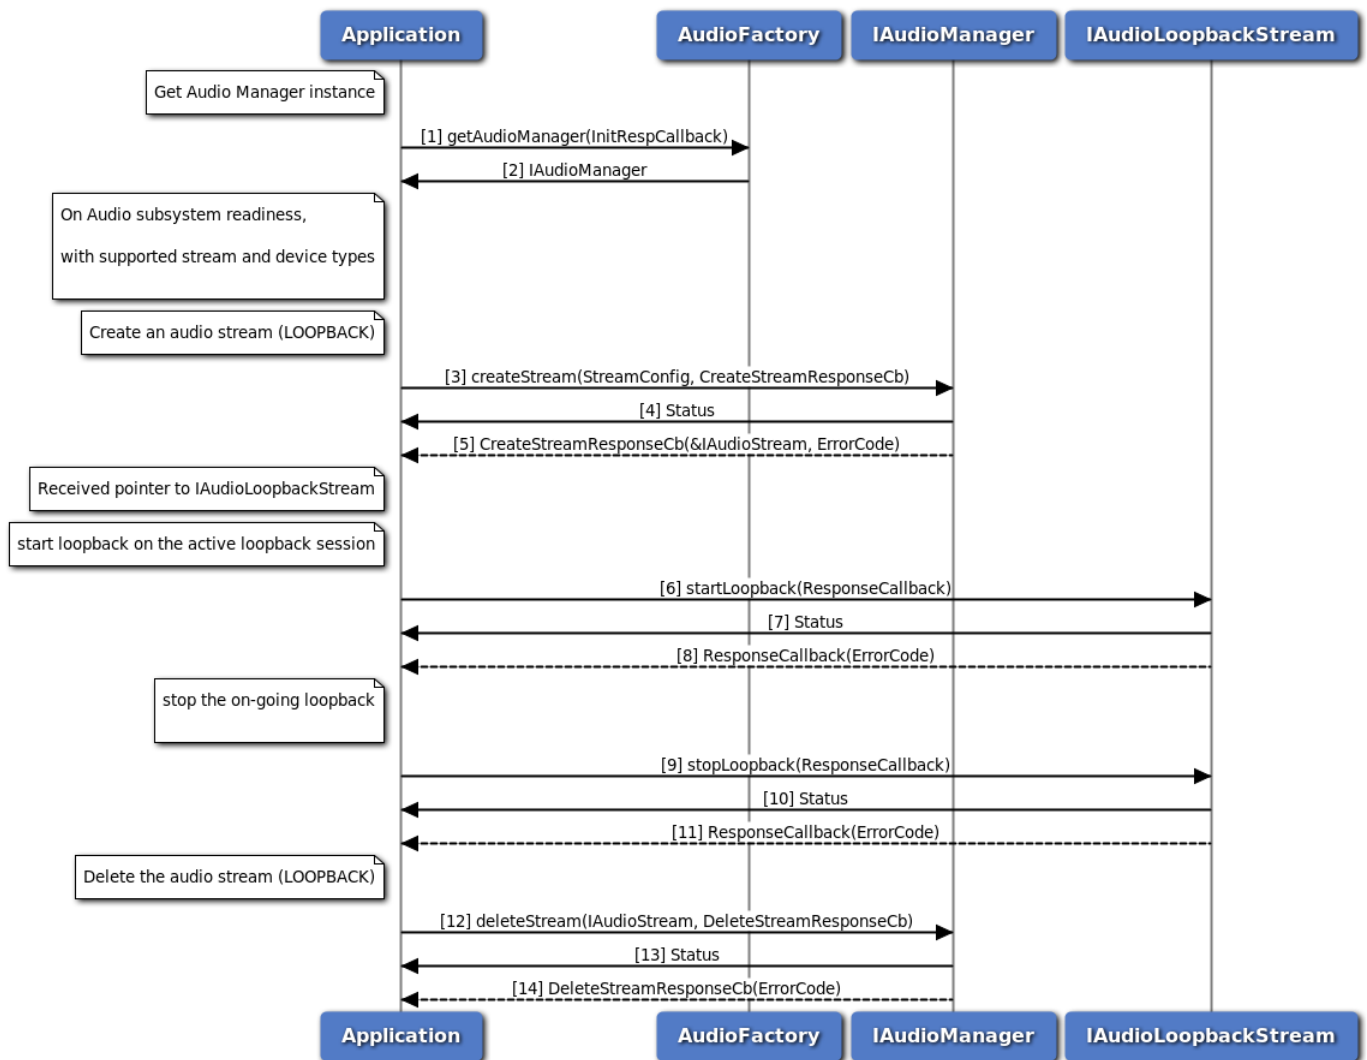 Application
AudioFactory
IAudioManager
IAudioLoopbackStream
Get Audio Manager instance
[1] getAudioManager(InitRespCallback)
[2] IAudioManager
On Audio subsystem readiness,
with supported stream and device types
Create an audio stream (LOOPBACK)
[3] createStream(StreamConfig, CreateStreamResponseCb)
[4] Status
[5] CreateStreamResponseCb(&IAudioStream, ErrorCode)
Received pointer to IAudioLoopbackStream
start loopback on the active loopback session
[6] startLoopback(ResponseCallback)
[7] Status
[8] ResponseCallback(ErrorCode)
stop the on-going loopback
[9] stopLoopback(ResponseCallback)
[10] Status
[11] ResponseCallback(ErrorCode)
Delete the audio stream (LOOPBACK)
[12] deleteStream(IAudioStream, DeleteStreamResponseCb)
[13] Status
[14] DeleteStreamResponseCb(ErrorCode)
Application
AudioFactory
IAudioManager
IAudioLoopbackStream